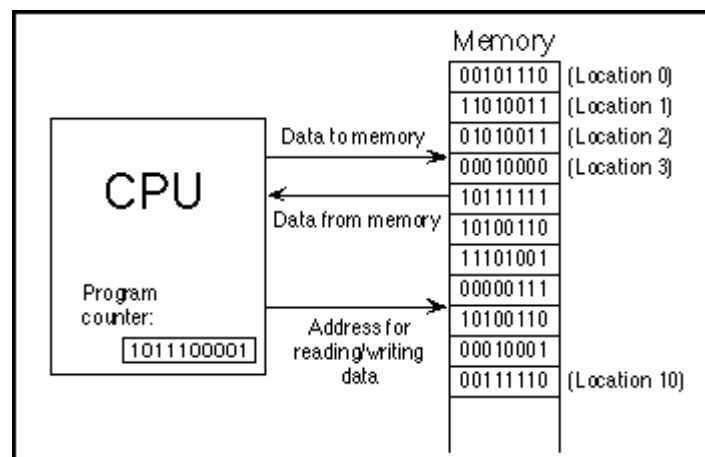 Memory
00101110 (Location 0)
11010011 (Location 1)
01010011 (Location 2)
00010000 (Location 3)
10111111
10100110
11101001
00000111
10100110
00010001
00111110 (Location 10)
CPU
Program
counter:
1011100001
Data to memory
Data from memory
Address for
reading/writing
data